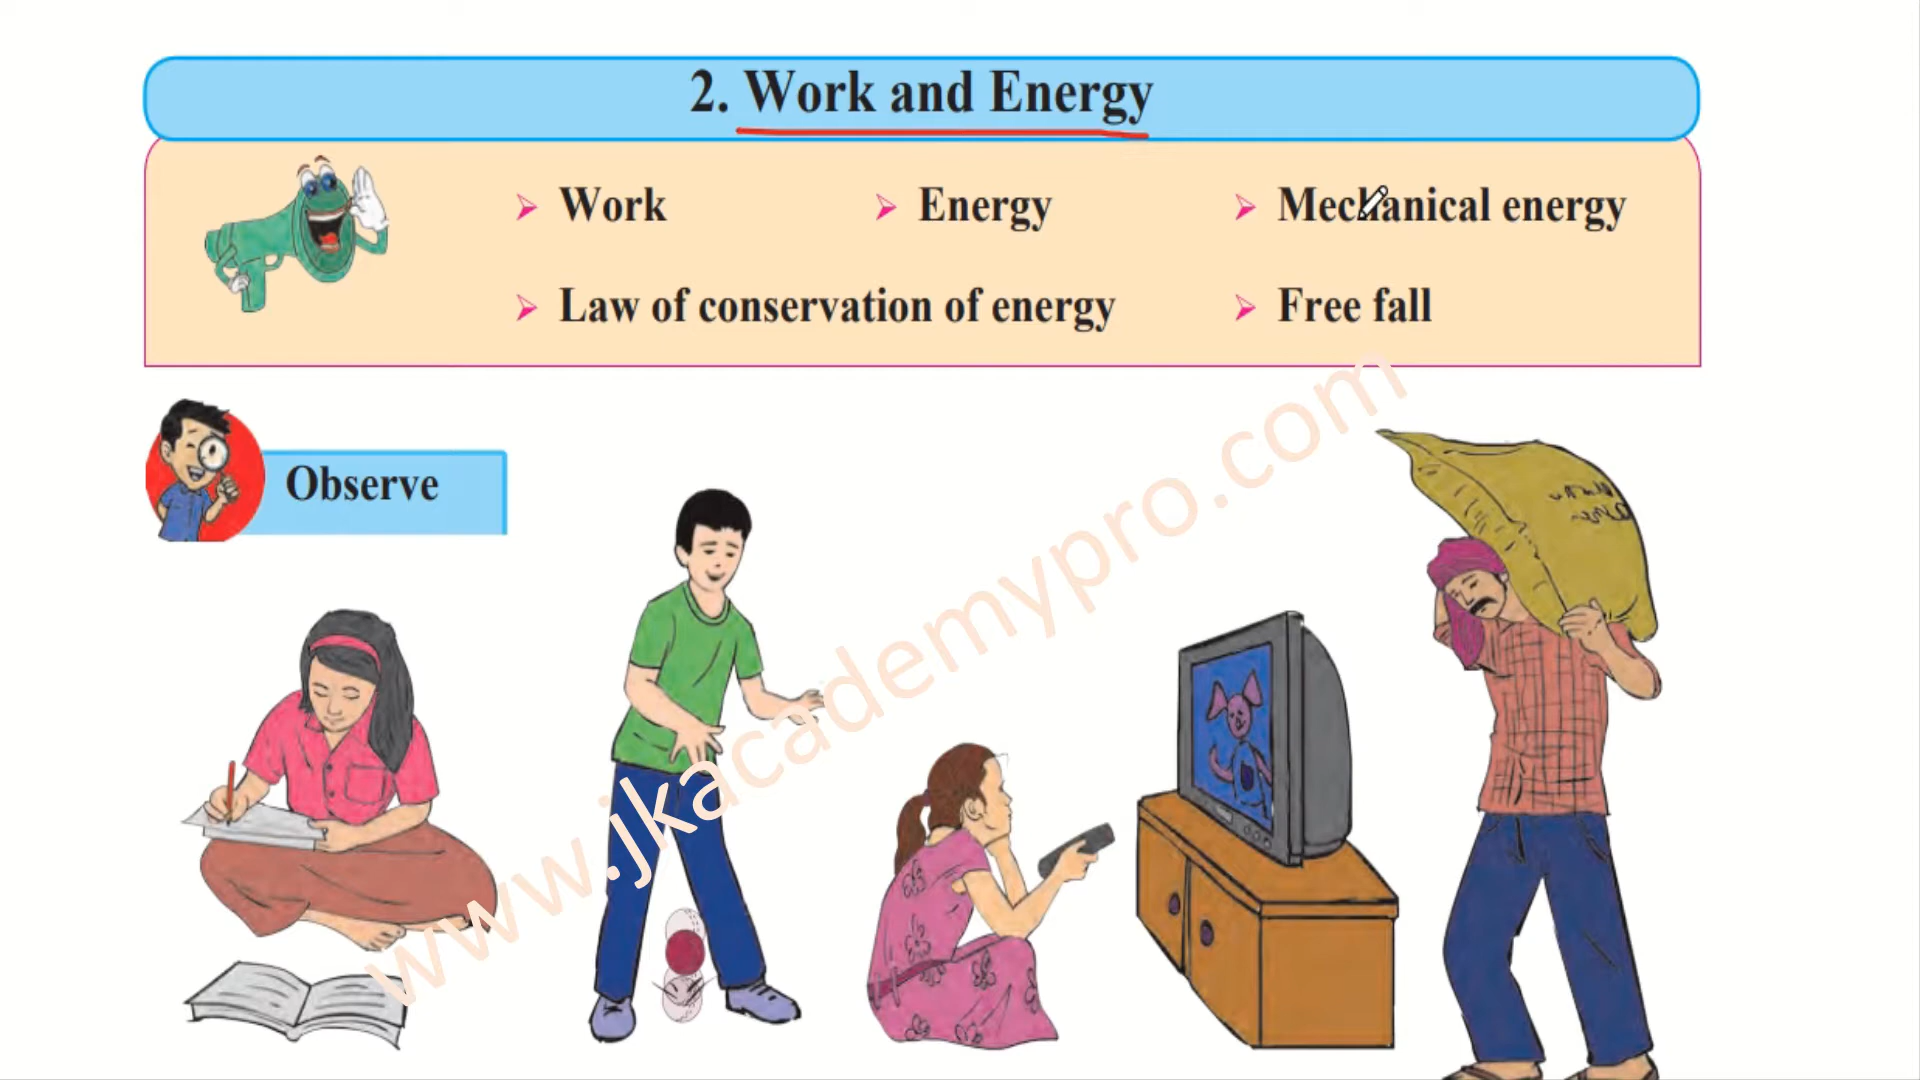 2. Work and Energy
Work
Energy
Mechanical energy
Law of conservation of energy
Free fall
Observe
www.jkacademypro.com